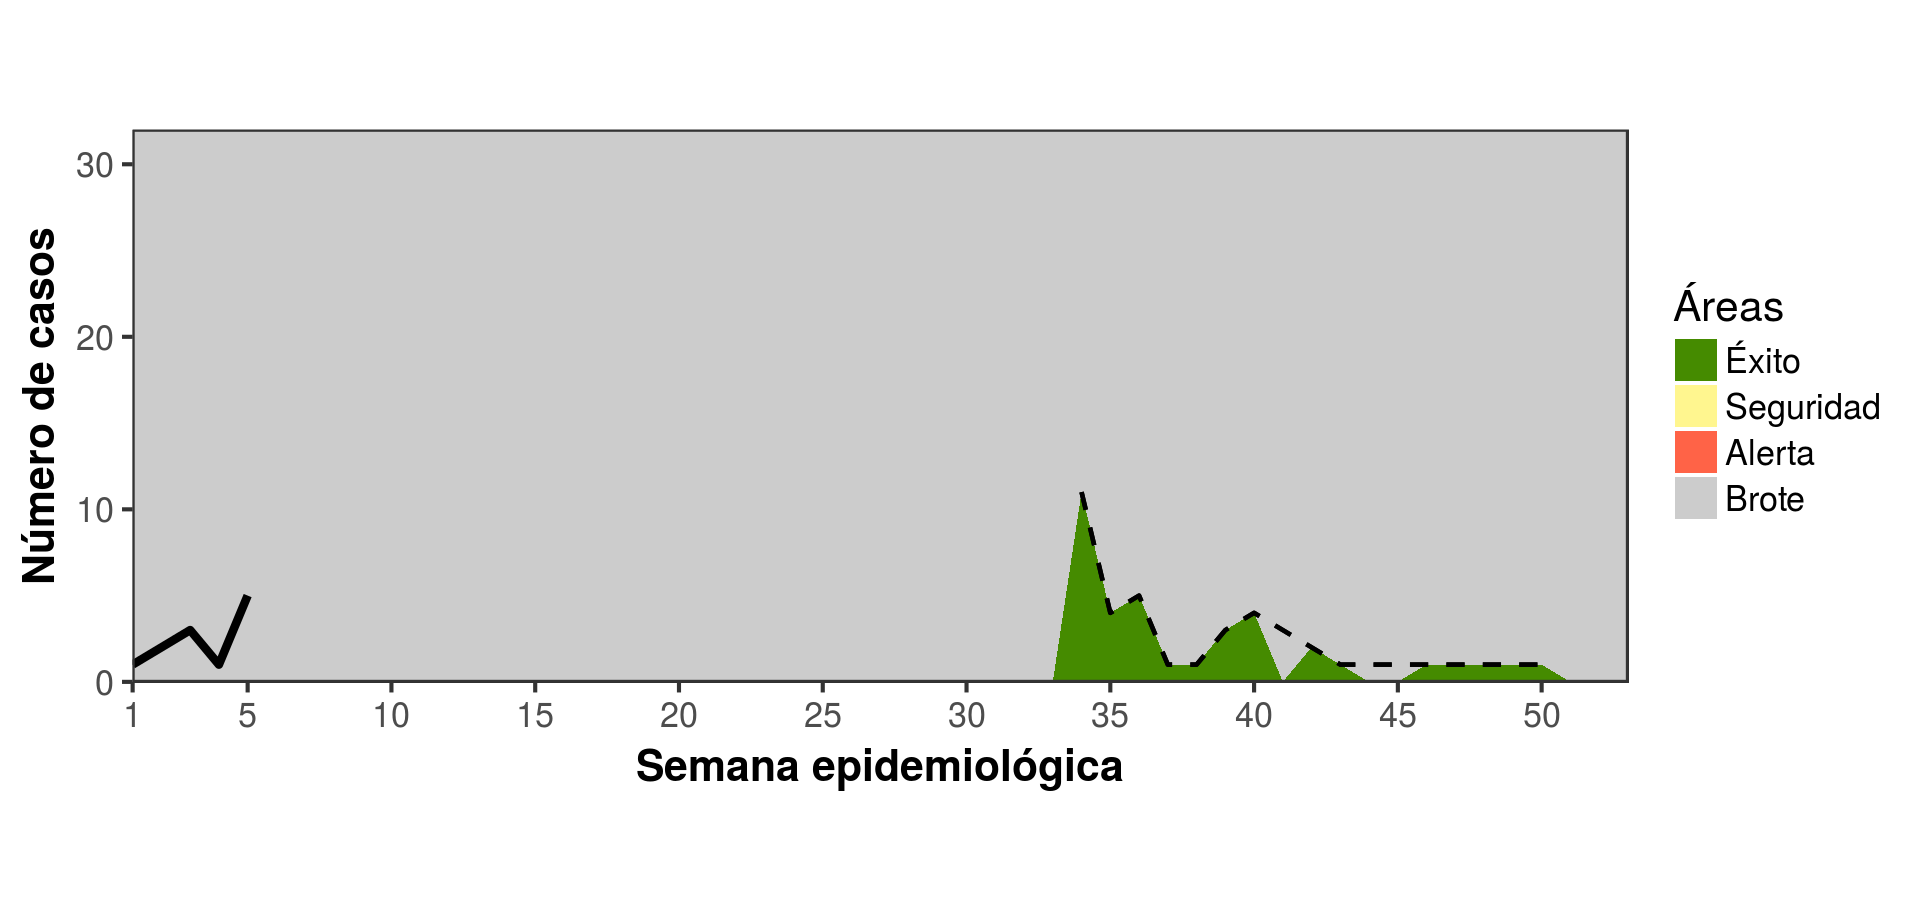 Número de casos
30
20
10
0
1 5 10 15 20 25 30 35 40 45 50
Semana epidemiológica
Áreas
Éxito
Seguridad
Alerta
Brote